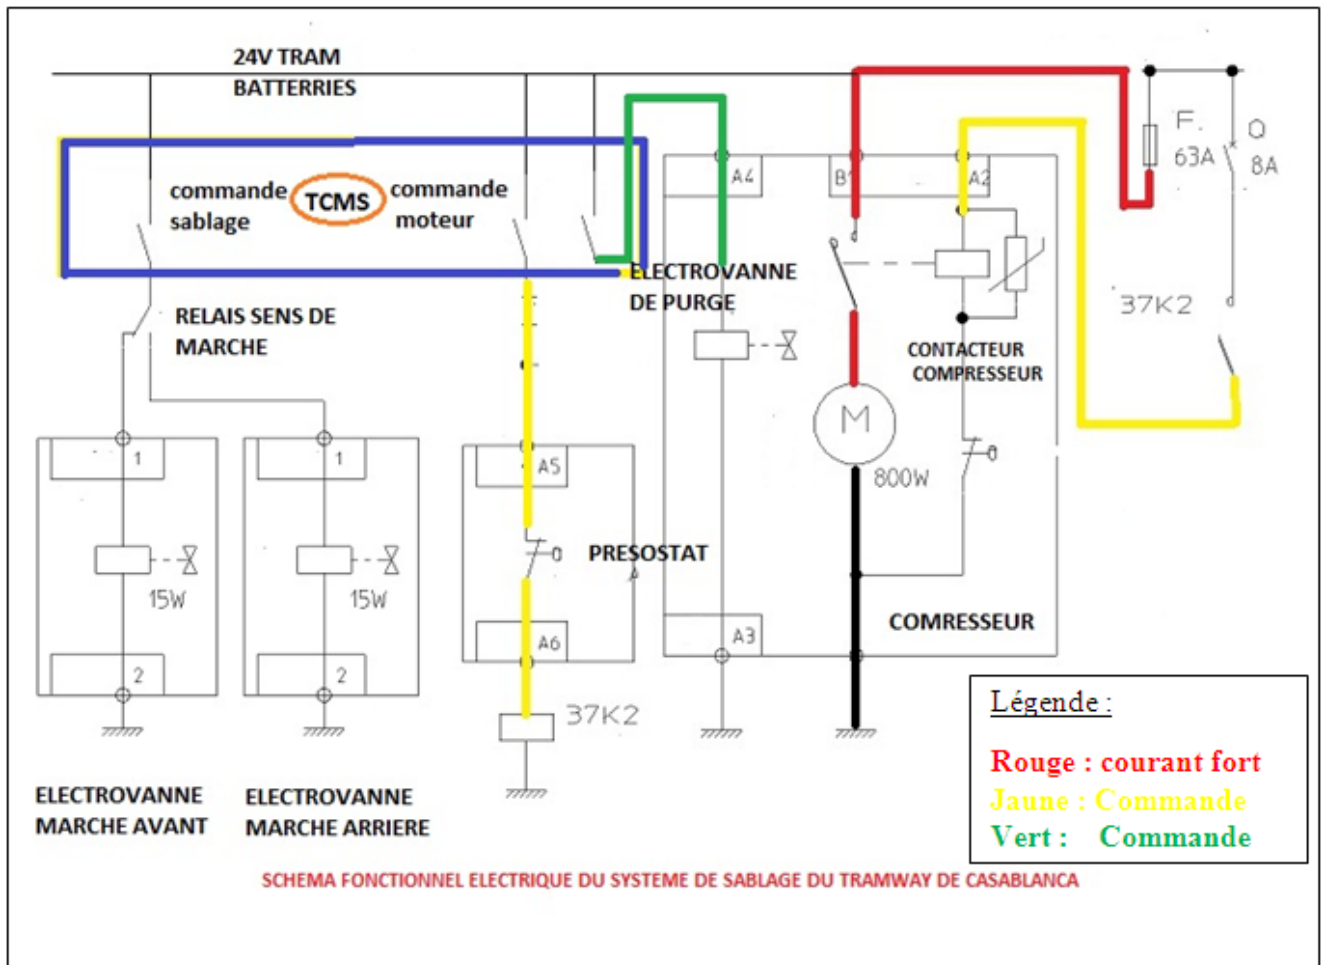 24V TRAM
BATTERRIES
commande
sablage
TCMS
commande
moteur
A4
B1
A2
F.
63A
Q
8A
ELECTROVANNE
DE PURGE
RELAIS SENS DE
MARCHE
37K2
CONTACTEUR
COMPRESSEUR
M
800W
1
1
A5
PRESOSTAT
15W
15W
COMRESSEUR
A6
A3
2
2
37K2
Légende :
Rouge : courant fort
Jaune : Commande
Vert : Commande
ELECTROVANNE
MARCHE AVANT
ELECTROVANNE
MARCHE ARRIERE
SCHEMA FONCTIONNEL ELECTRIQUE DU SYSTEME DE SABLAGE DU TRAMWAY DE CASABLANCA